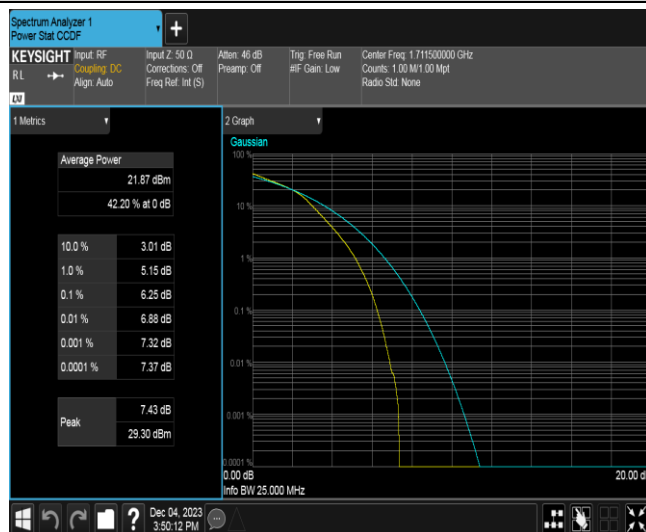 Spectrum Analyzer 1
Power Stat CCDF
KEYSIGHT
RL
Input: RF
Coupling: DC
Align: Auto
Input Z: 50 Ω
Corrections: Off
Freq Ref: Int (S)
Atten: 46 dB
Preamp: Off
Trig: Free Run
#IF Gain: Low
Center Freq: 1.711500000 GHz
Counts: 1.00 M/1.00 Mpt
Radio Std: None
LXI
1 Metrics
Average Power
21.87 dBm
42.20 % at 0 dB
10.0 % 3.01 dB
1.0 % 5.15 dB
0.1 % 6.25 dB
0.01 % 6.88 dB
0.001 % 7.32 dB
0.0001 % 7.37 dB
Peak
7.43 dB
29.30 dBm
2 Graph
Gaussian
100 %
10 %
1 %
0.1 %
0.01 %
0.001 %
0.0001 %
0.00 dB
20.00 d
Info BW 25.000 MHz
?
Dec 04, 2023
3:50:12 PM